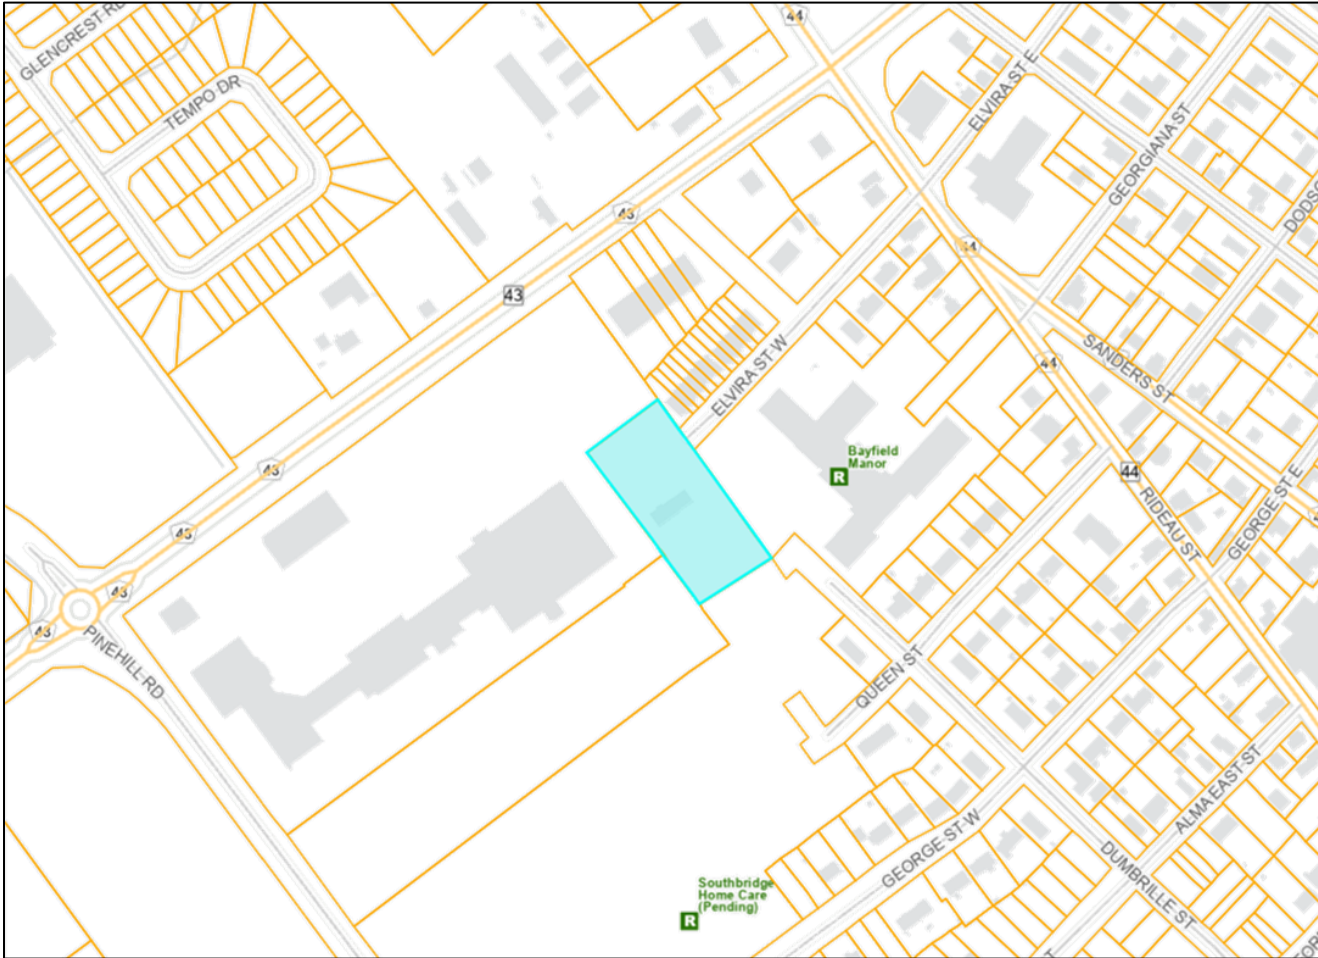 44
GLENCREST RD
TEMPO DR
ELVIRA ST E
GEORGIANA ST
43
44
43
SANDERS ST
44
ELVIRA ST W
Bayfield
Manor
R
44
43
RIDEAU ST
GEORGE ST E
43
43
43
PINEHILL RD
QUEEN ST
ALMA EAST ST
GEORGE ST W
DUMBRILLE ST
Southbridge
Home Care
(Pending)
R